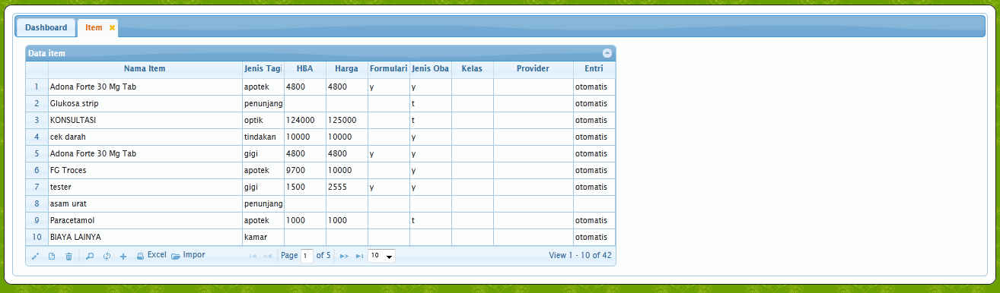 Dashboard Item
Data item
Nama Item Jenis Tagi HBA Harga Formulari Jenis Oba Kelas Provider Entri
1 Adona Forte 30 Mg Tab apotek 4800 4800 y y otomatis
2 Glukosa strip penunjang t otomatis
3 KONSULTASI optik 124000 125000 t otomatis
4 cek darah tindakan 10000 10000 y otomatis
5 Adona Forte 30 Mg Tab gigi 4800 4800 y y otomatis
6 FG Troces apotek 9700 10000 y otomatis
7 tester gigi 1500 2555 y y otomatis
8 asam urat penunjang
9 Paracetamol apotek 1000 1000 t otomatis
10 BIAYA LAINYA kamar otomatis
Excel Impor Page 1 of 5 10 View 1 - 10 of 42